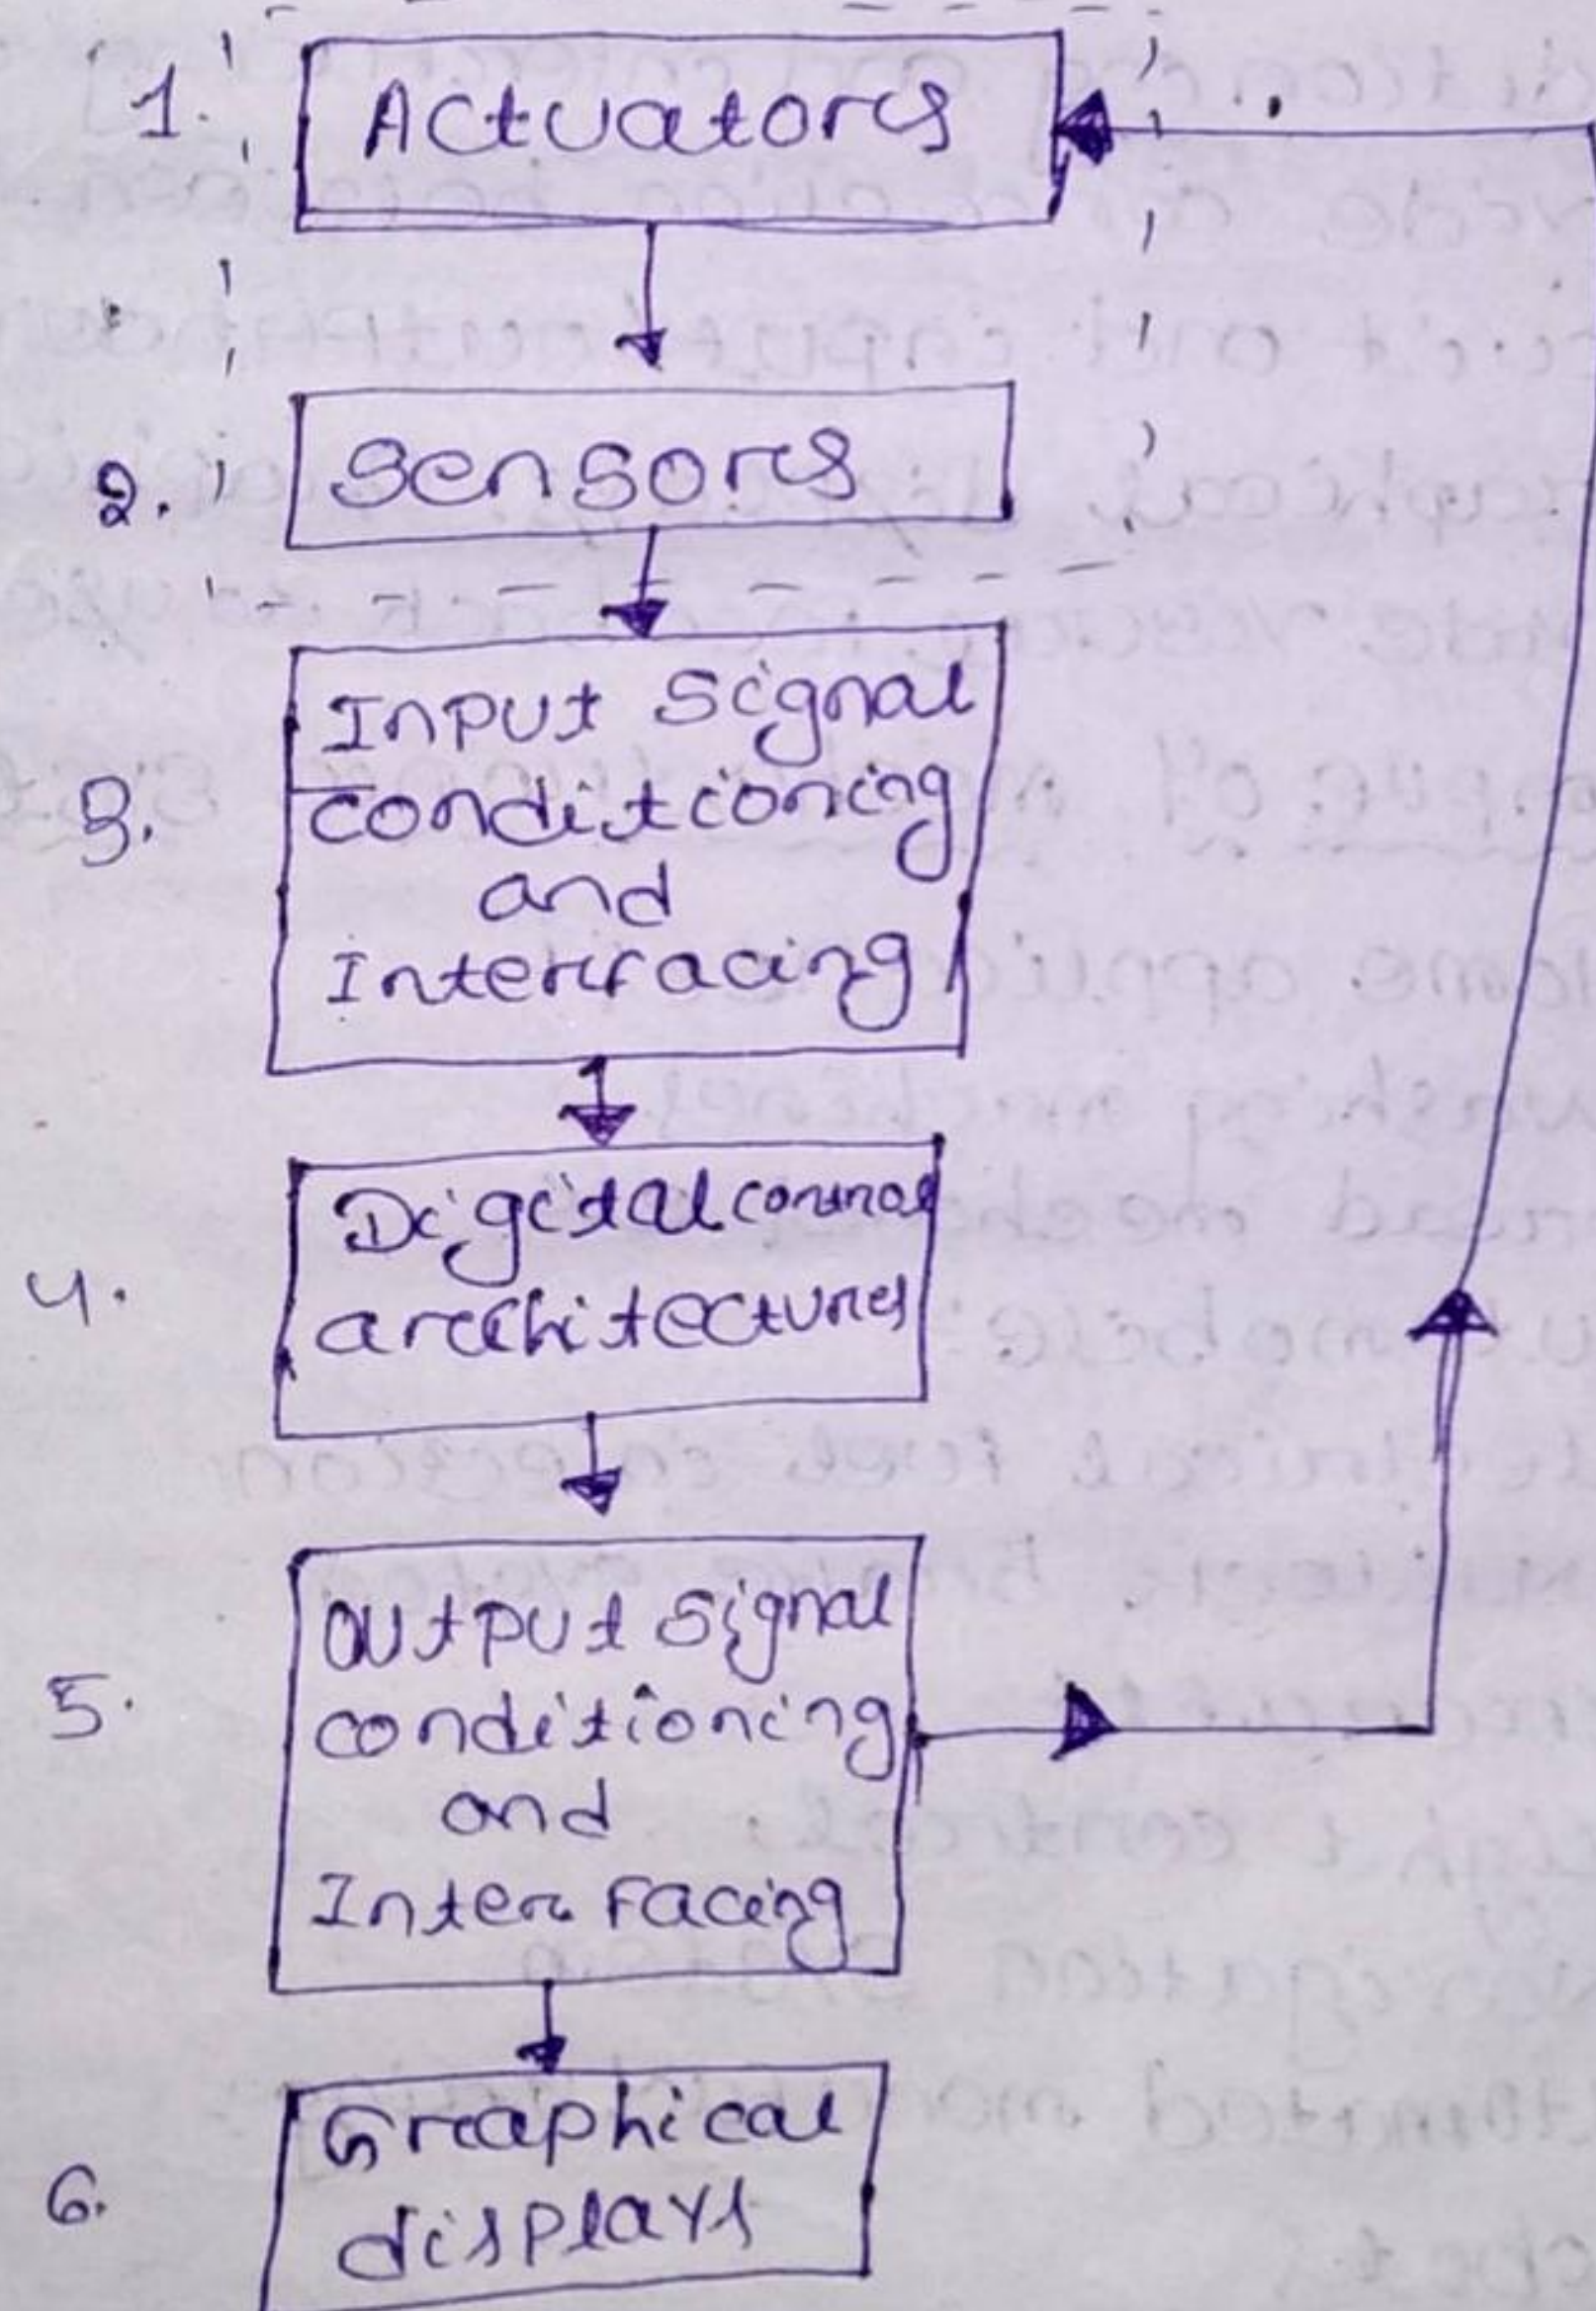 1. Actuators
2. Sensors
3. Input Signal
conditioning
and
Interfacing
4. Digital control
architectures
5. Output Signal
conditioning
and
Interfacing
6. Graphical
displays